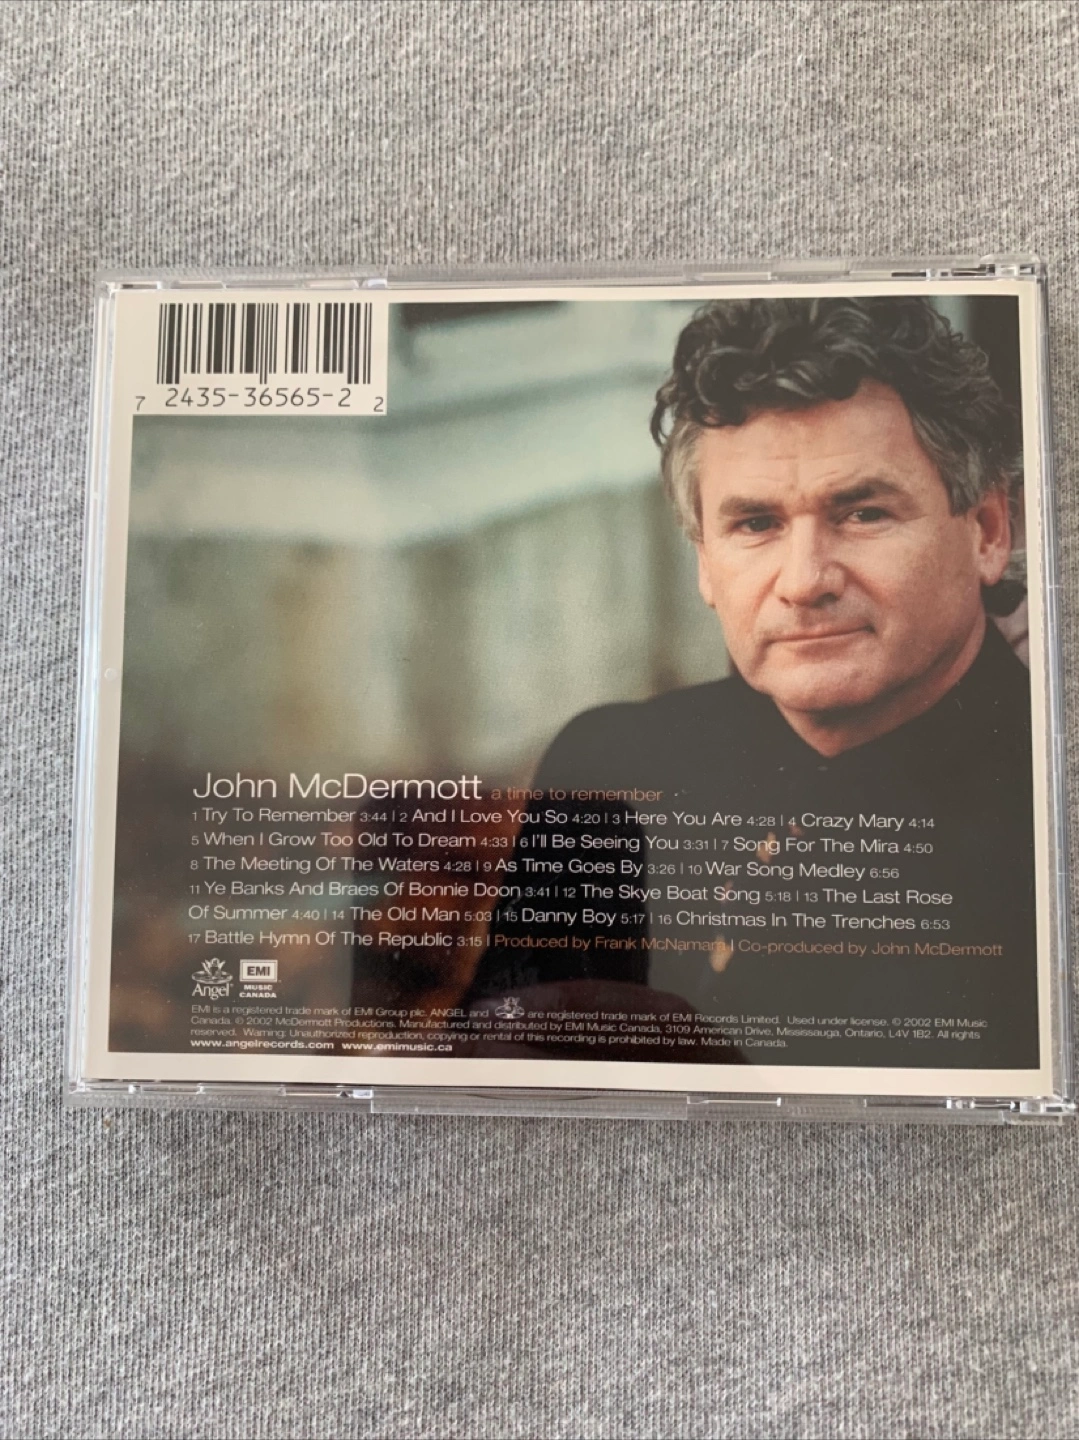 7 2435-36565-2 2
John McDermott a time to remember
1 Try To Remember 3:44 | 2 And I Love You So 4:20 | 3 Here You Are 4:28 | 4 Crazy Mary 4:14
5 When I Grow Too Old To Dream 4:33 | 6 I'll Be Seeing You 3:31 | 7 Song For The Mira 4:50
8 The Meeting Of The Waters 4:28 | 9 As Time Goes By 3:26 | 10 War Song Medley 6:56
11 Ye Banks And Braes Of Bonnie Doon 3:41 | 12 The Skye Boat Song 5:18 | 13 The Last Rose
Of Summer 4:40 | 14 The Old Man 5:03 | 15 Danny Boy 5:17 | 16 Christmas In The Trenches 6:53
17 Battle Hymn Of The Republic 3:15 | Produced by Frank McNamara | Co-produced by John McDermott
Angel
EMI
MUSIC
CANADA
EMI is a registered trade mark of EMI Group plc. ANGEL and are registered trade mark of EMI Records Limited. Used under license. © 2002 EMI Music
Canada. © 2002 McDermott Productions. Manufactured and distributed by EMI Music Canada, 3109 American Drive, Mississauga, Ontario, L4V 1B2. All rights
reserved. Warning: Unauthorized reproduction, copying or rental of this recording is prohibited by law. Made in Canada.
www.angelrecords.com www.emimusic.ca